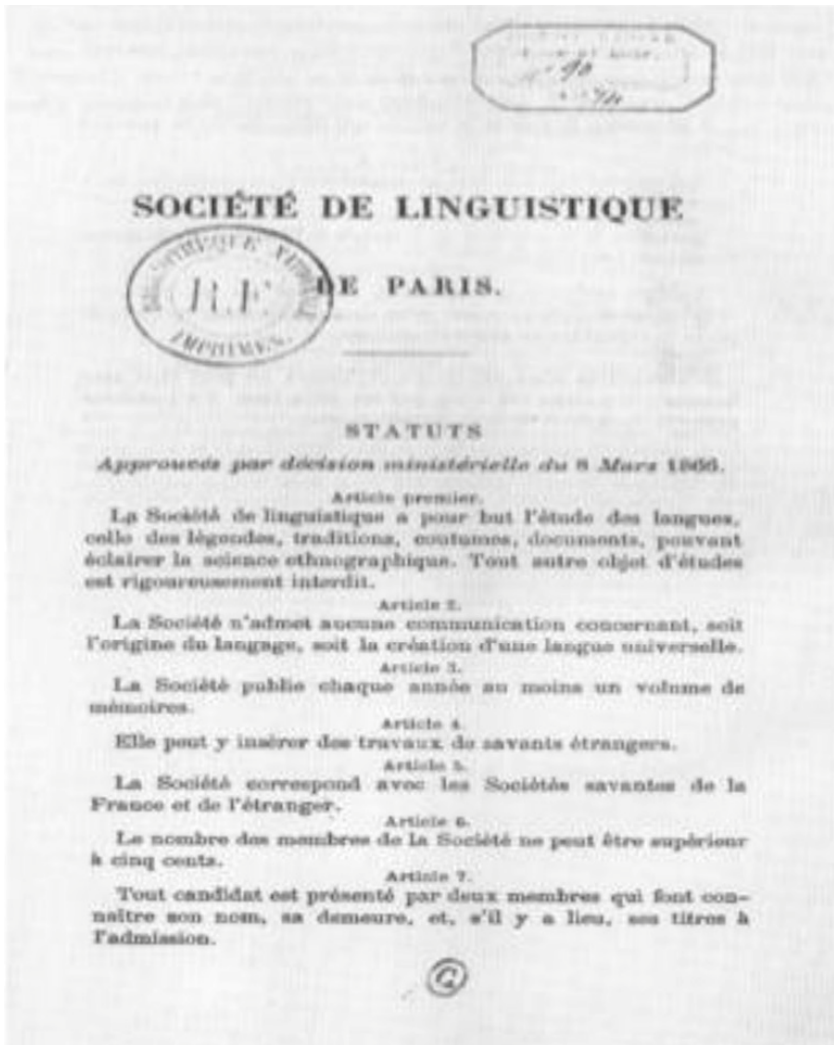 SOCIÉTÉ DE LINGUISTIQUE
DE PARIS.
IMPRIMÉS.
STATUTS
Approuvés par décision ministérielle du 8 Mars 1866.
Article premier.
La Société de linguistique a pour but l'étude des langues,
celle des légendes, traditions, coutumes, documents, pouvant
éclairer la science ethnographique. Tout autre objet d'études
est rigoureusement interdit.
Article 2.
La Société n'admet aucune communication concernant, soit
l'origine du langage, soit la création d'une langue universelle.
Article 3.
La Société publie chaque année au moins un volume de
mémoires.
Article 4.
Elle peut y insérer des travaux de savants étrangers.
Article 5.
La Société correspond avec les Sociétés savantes de la
France et de l'étranger.
Article 6.
Le nombre des membres de la Société ne peut être supérieur
à cinq cents.
Article 7.
Tout candidat est présenté par deux membres qui font con-
naître son nom, sa demeure, et, s'il y a lieu, ses titres à
l'admission.